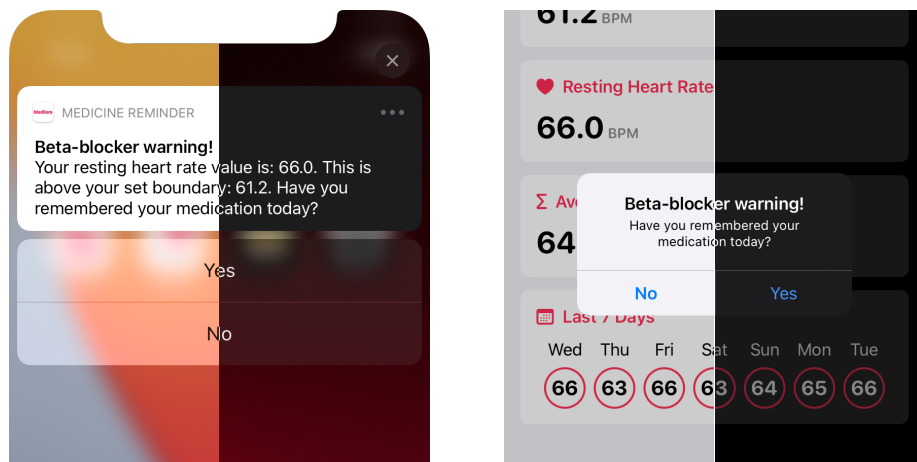 MedRem MEDICINE REMINDER
Beta-blocker warning!
Your resting heart rate value is: 66.0. This is
above your set boundary: 61.2. Have you
remembered your medication today?
Yes
No
61.2 BPM
Resting Heart Rate
66.0 BPM
Σ Ave
64
Beta-blocker warning!
Have you remembered your
medication today?
No Yes
Last 7 Days
Wed Thu Fri Sat Sun Mon Tue
66 63 66 63 64 65 66